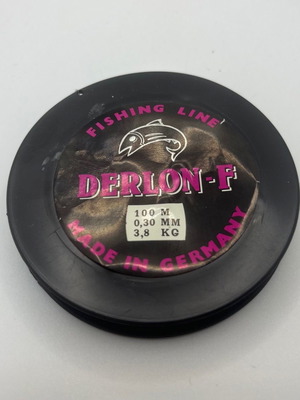 FISHING LINE
DERLON-F
100 M
0,30 MM
3,8 KG
MADE IN GERMANY